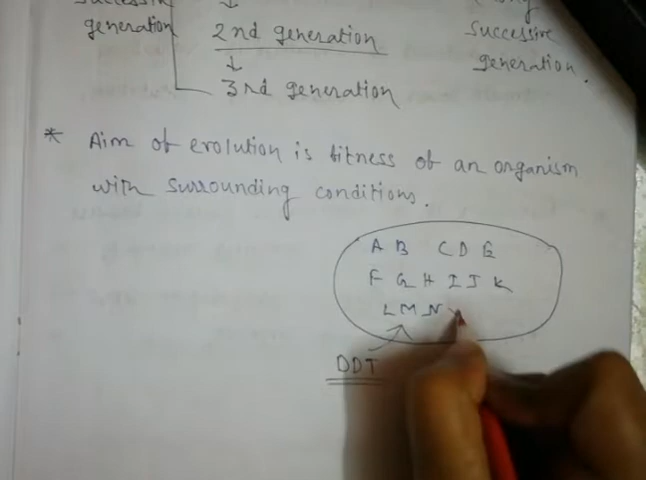 generation
2nd generation
3rd generation
successive
generation.
* Aim of evolution is fitness of an organism
with surrounding conditions.
A B C D E
F G H I J K
L M N
DDT